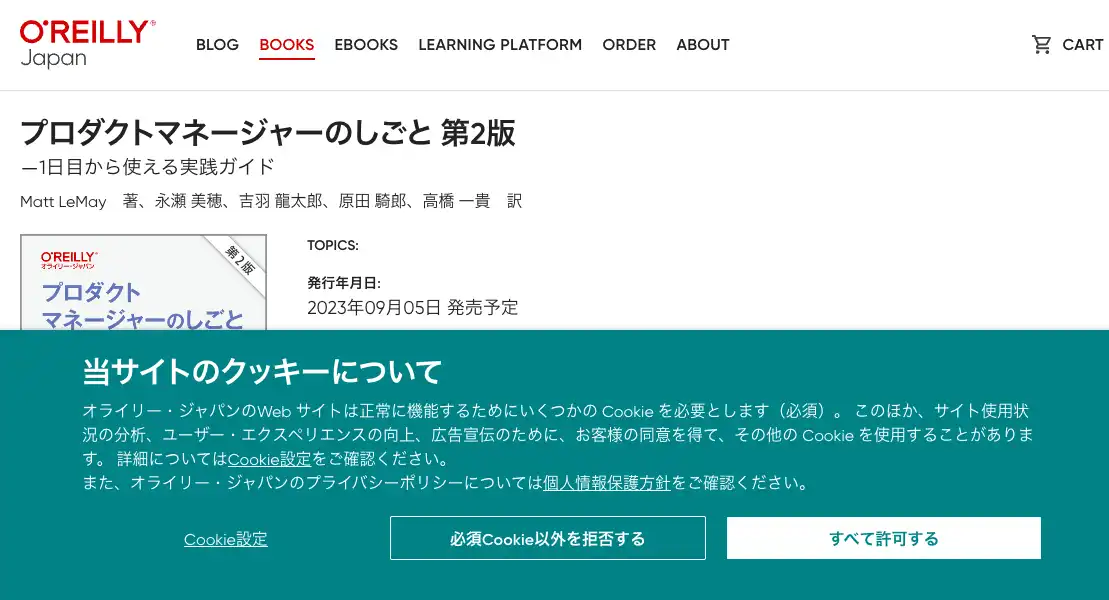 O'REILLY®
Japan
BLOG BOOKS EBOOKS LEARNING PLATFORM ORDER ABOUT CART
プロダクトマネージャーのしごと 第2版
―1日目から使える実践ガイド
Matt LeMay　著、永瀬 美穂、吉羽 龍太郎、原田 騎郎、高橋 一貴　訳
O'REILLY®
オライリー・ジャパン
第2版
プロダクト
マネージャーのしごと
TOPICS:
発行年月日:
2023年09月05日 発売予定
当サイトのクッキーについて
オライリー・ジャパンのWeb サイトは正常に機能するためにいくつかの Cookie を必要とします（必須）。 このほか、サイト使用状
況の分析、ユーザー・エクスペリエンスの向上、広告宣伝のために、お客様の同意を得て、その他の Cookie を使用することがありま
す。 詳細についてはCookie設定をご確認ください。
また、オライリー・ジャパンのプライバシーポリシーについては個人情報保護方針をご確認ください。
Cookie設定
必須Cookie以外を拒否する
すべて許可する